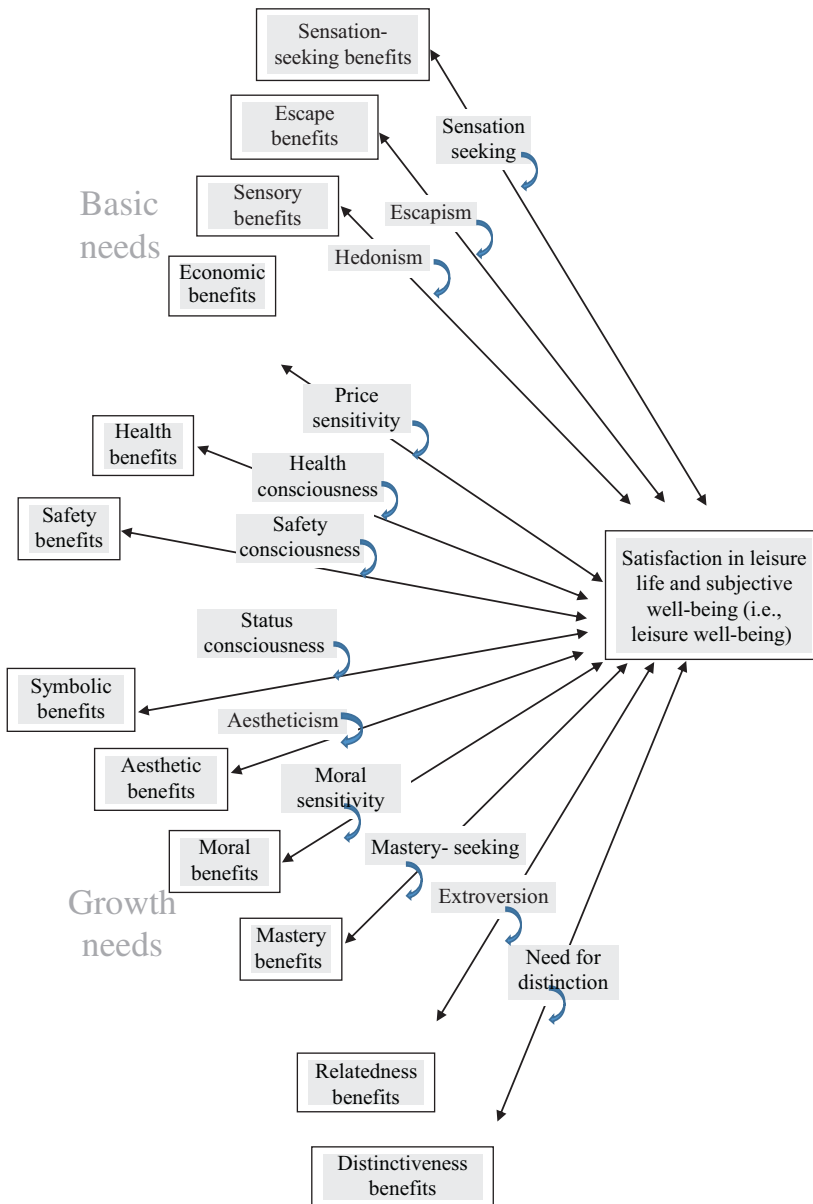 Sensation-
seeking benefits
Escape
benefits
Sensation
seeking
Sensory
benefits
Escapism
Basic
needs
Hedonism
Economic
benefits
Price
sensitivity
Health
benefits
Health
consciousness
Safety
benefits
Safety
consciousness
Satisfaction in leisure
life and subjective
well-being (i.e.,
leisure well-being)
Status
consciousness
Symbolic
benefits
Aestheticism
Aesthetic
benefits
Moral
sensitivity
Moral
benefits
Mastery- seeking
Growth
needs
Extroversion
Mastery
benefits
Need for
distinction
Relatedness
benefits
Distinctiveness
benefits